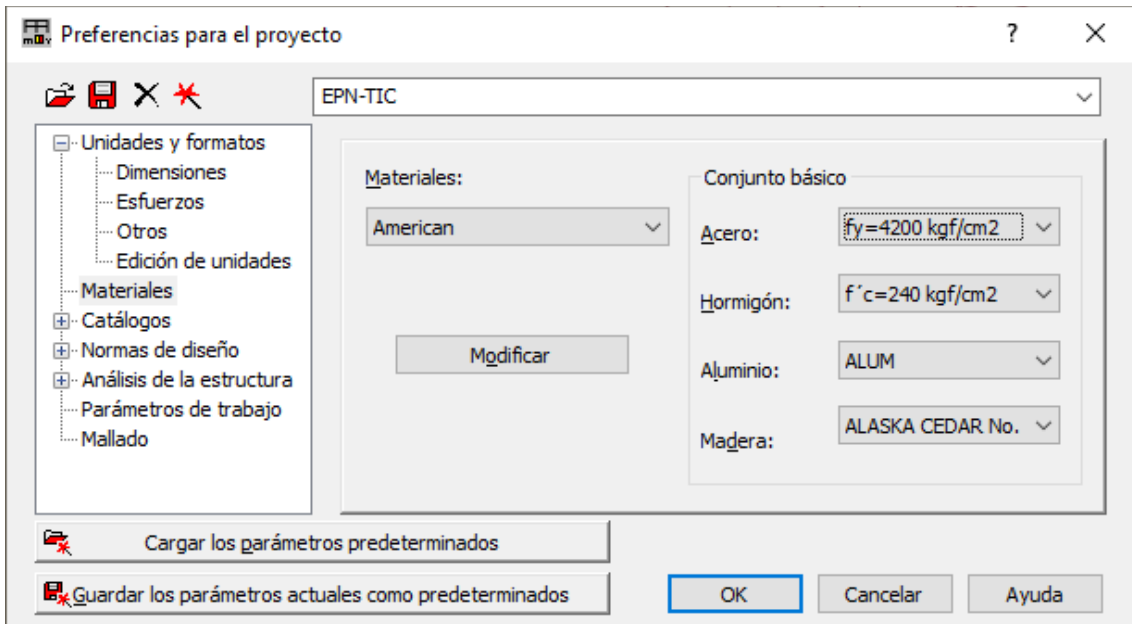 Preferencias para el proyecto
EPN-TIC
Unidades y formatos
Dimensiones
Esfuerzos
Otros
Edición de unidades
Materiales
Catálogos
Normas de diseño
Análisis de la estructura
Parámetros de trabajo
Mallado
Materiales:
American
Modificar
Conjunto básico
Acero:
fy=4200 kgf/cm2
Hormigón:
f´c=240 kgf/cm2
Aluminio:
ALUM
Madera:
ALASKA CEDAR No.
Cargar los parámetros predeterminados
Guardar los parámetros actuales como predeterminados
OK
Cancelar
Ayuda